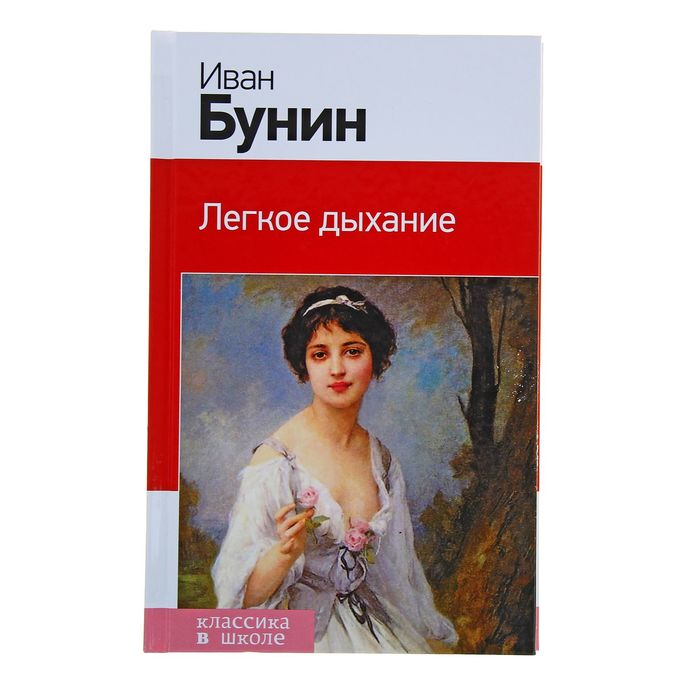 Иван
Бунин
Легкое дыхание
классика
в школе